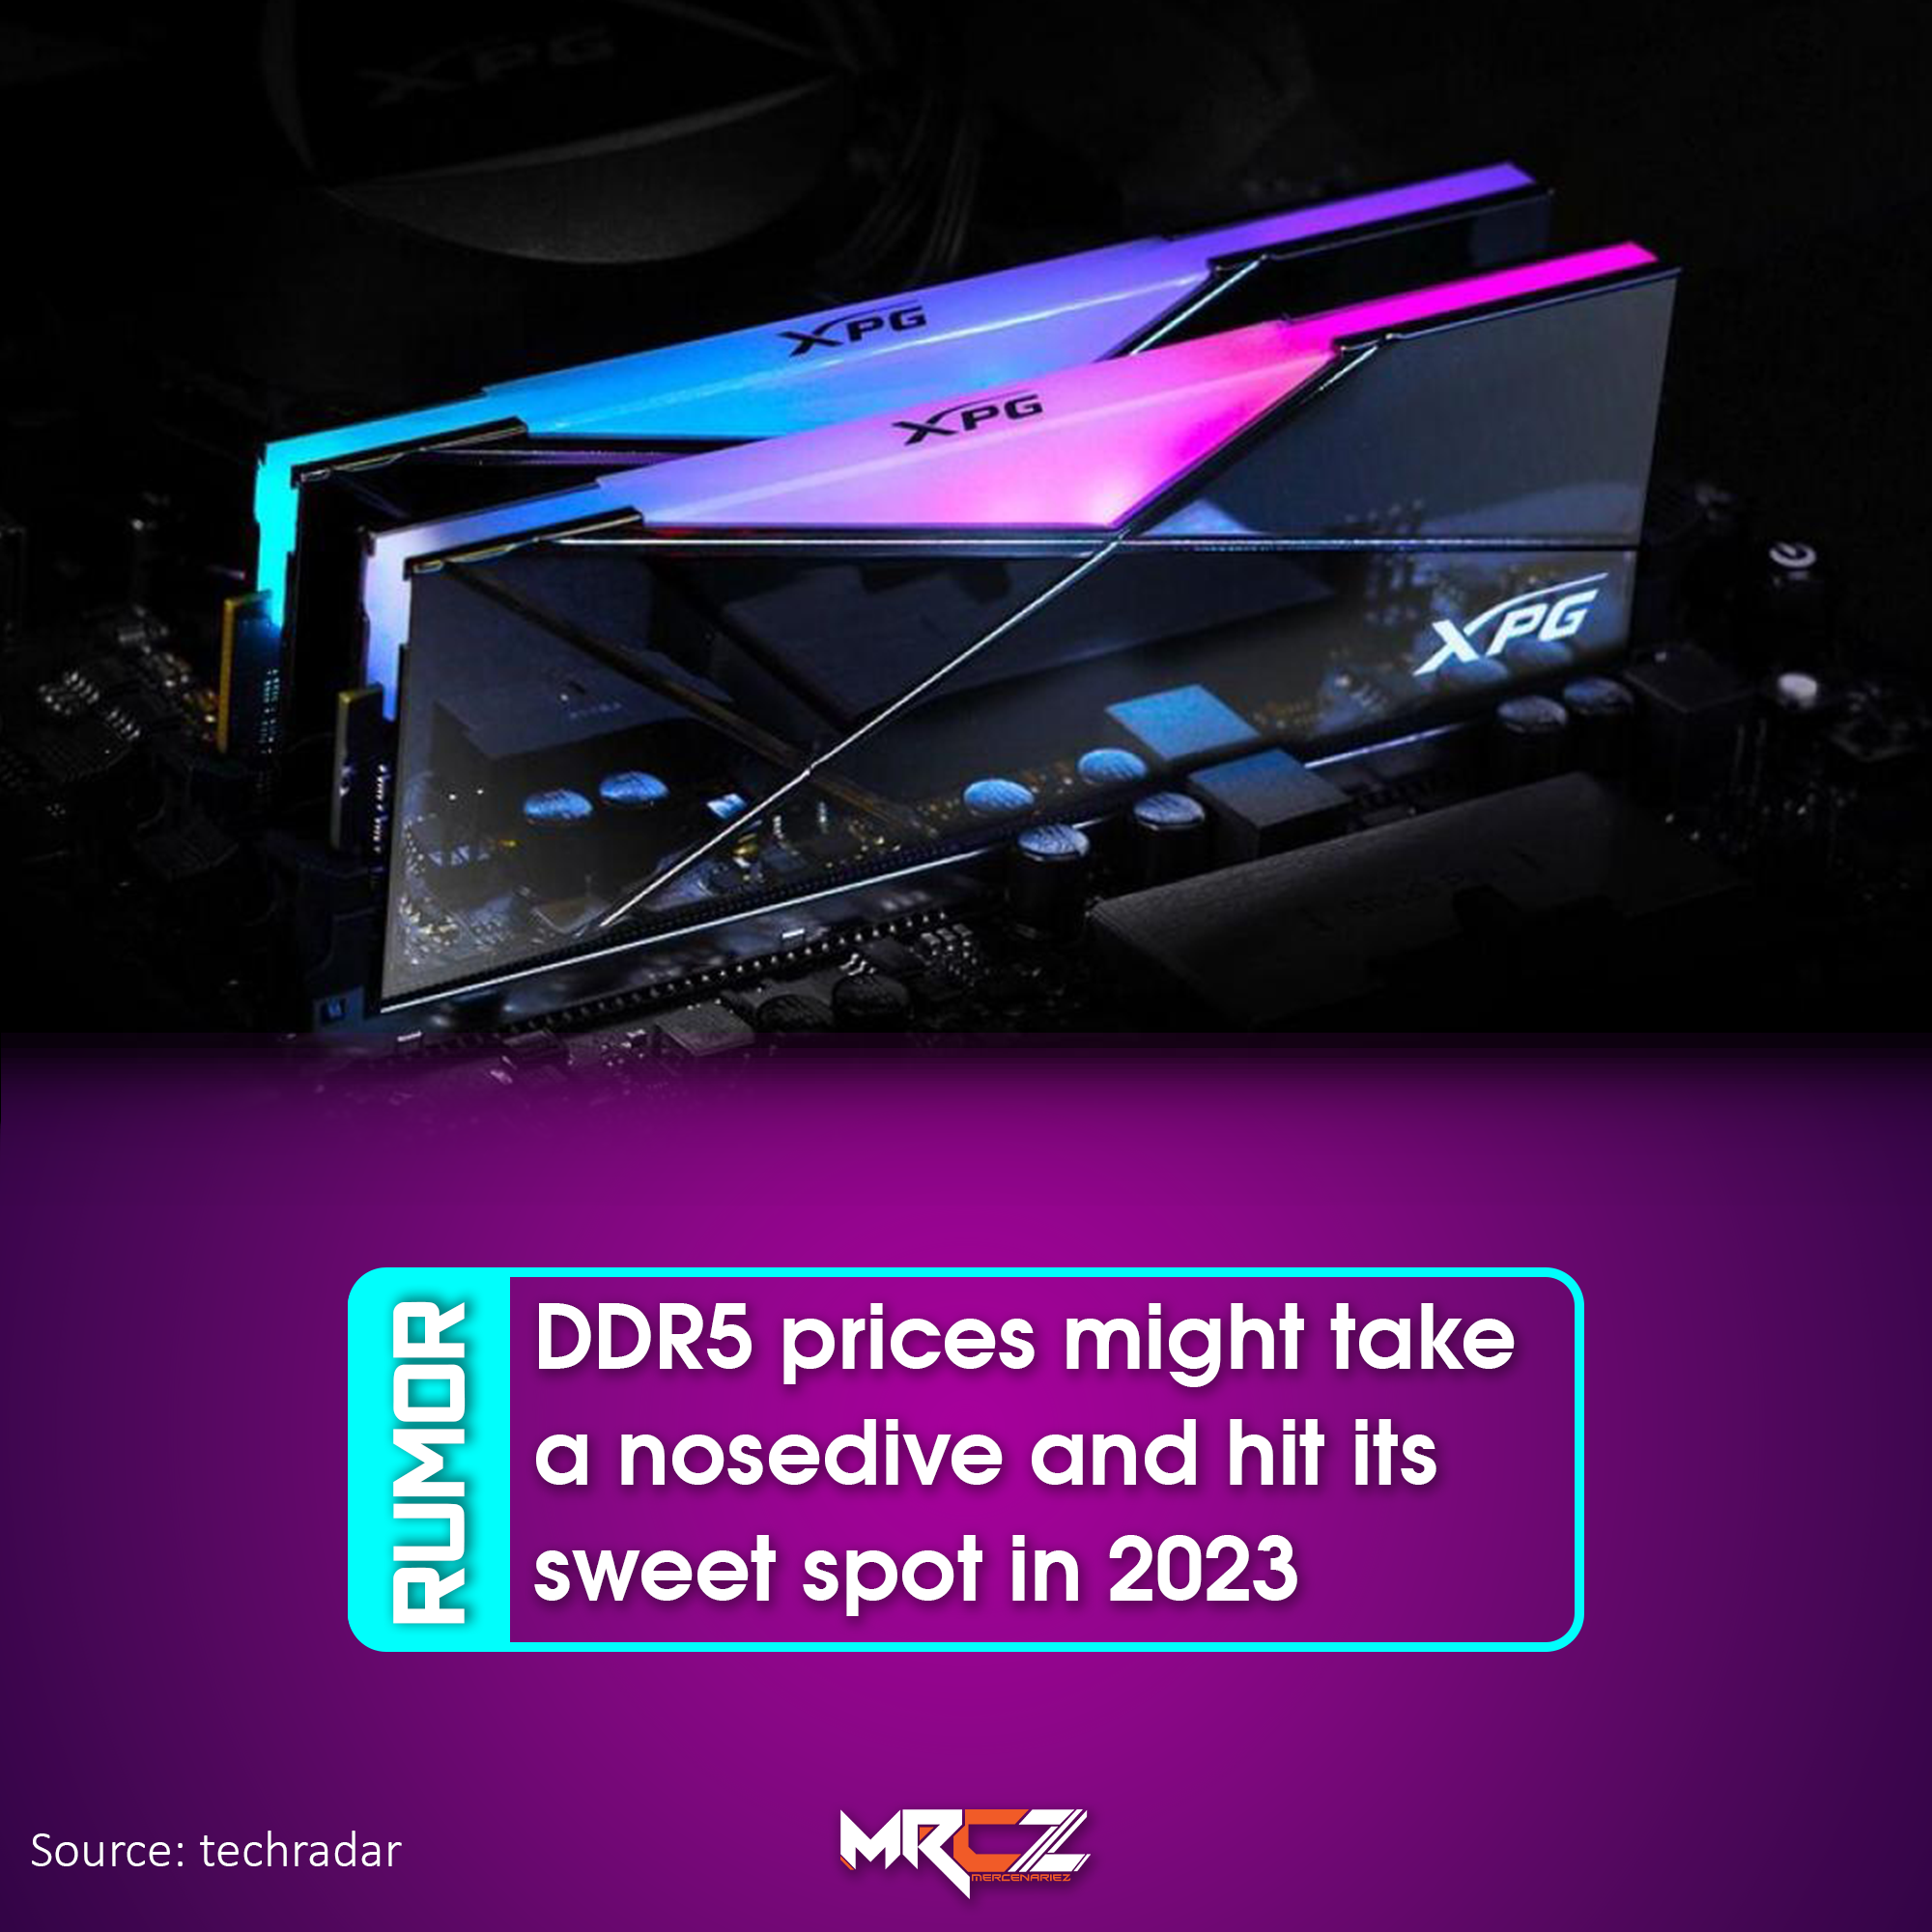 XPG
XPG
XPG
XPG
RUMOR
DDR5 prices might take
a nosedive and hit its
sweet spot in 2023
Source: techradar
MRCZ
MERCENARIEZ